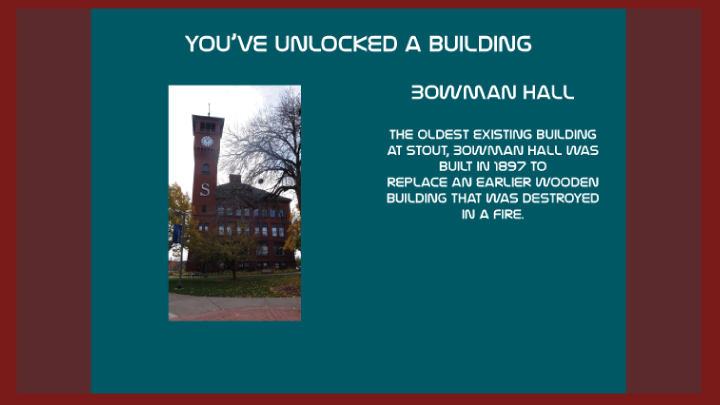 YOU'VE UNLOCKED A BUILDING
BOWMAN HALL
THE OLDEST EXISTING BUILDING
AT STOUT, BOWMAN HALL WAS
BUILT IN 1897 TO
REPLACE AN EARLIER WOODEN
BUILDING THAT WAS DESTROYED
IN A FIRE.
S